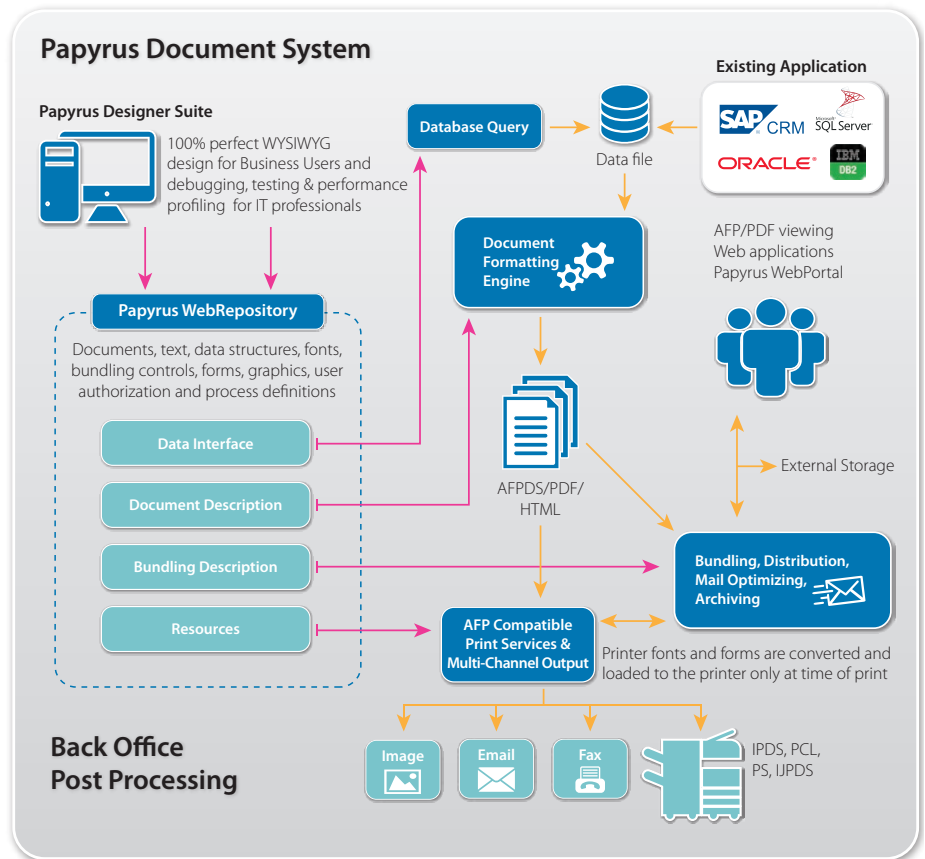 Papyrus Document System
Existing Application
Papyrus Designer Suite
100% perfect WYSIWYG
design for Business Users and
debugging, testing & performance
profiling for IT professionals
Database Query
Data file
SAP CRM
Microsoft
SQL Server
ORACLE®
IBM
DB2
Document
Formatting
Engine
AFP/PDF viewing
Web applications
Papyrus WebPortal
Papyrus WebRepository
Documents, text, data structures, fonts,
bundling controls, forms, graphics, user
authorization and process definitions
Data Interface
Document Description
Bundling Description
Resources
AFPDS/PDF/
HTML
External Storage
Bundling, Distribution,
Mail Optimizing,
Archiving
AFP Compatible
Print Services &
Multi-Channel Output
Printer fonts and forms are converted and
loaded to the printer only at time of print
Back Office
Post Processing
Image
Email
Fax
IPDS, PCL,
PS, IJPDS